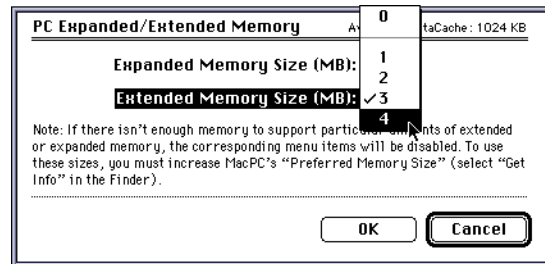 PC Expanded/Extended Memory
taCache: 1024 KB
Expanded Memory Size (MB):
Extended Memory Size (MB):
0
1
2
✓3
4
Note: If there isn't enough memory to support of extended
or expanded memory, the corresponding menu items will be disabled. To use
these sizes, you must increase MacPC's “Preferred Memory Size” (select “Get
Info” in the Finder).
OK
Cancel